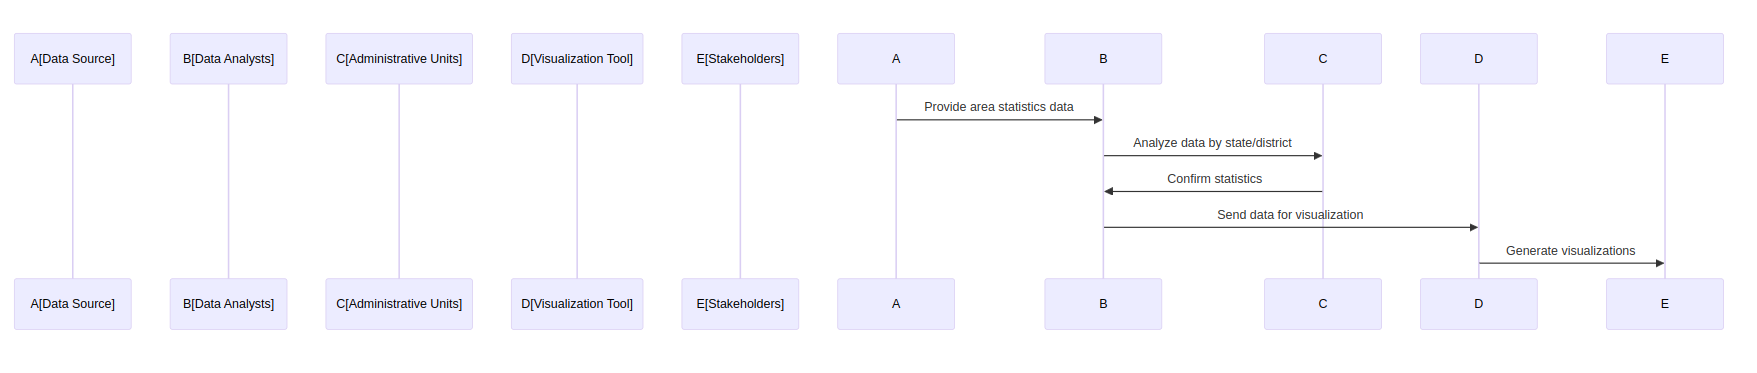 A[Data Source]
B[Data Analysts]
C[Administrative Units]
D[Visualization Tool]
E[Stakeholders]
A
B
C
D
E
Provide area statistics data
Analyze data by state/district
Confirm statistics
Send data for visualization
Generate visualizations
A[Data Source]
B[Data Analysts]
C[Administrative Units]
D[Visualization Tool]
E[Stakeholders]
A
B
C
D
E